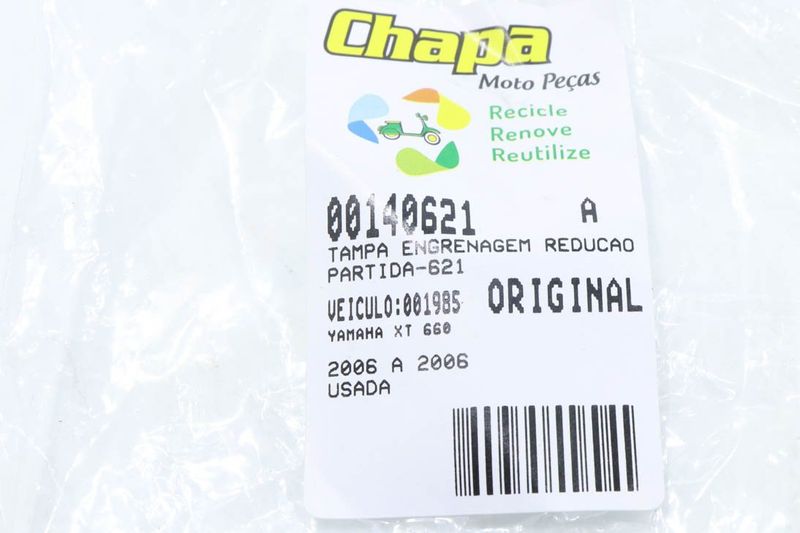 Chapa
Moto Peças
Recicle
Renove
Reutilize
00140621 A
TAMPA ENGRENAGEM REDUCAO
PARTIDA-621
VEICULO:001985 ORIGINAL
YAMAHA XT 660
2006 A 2006
USADA